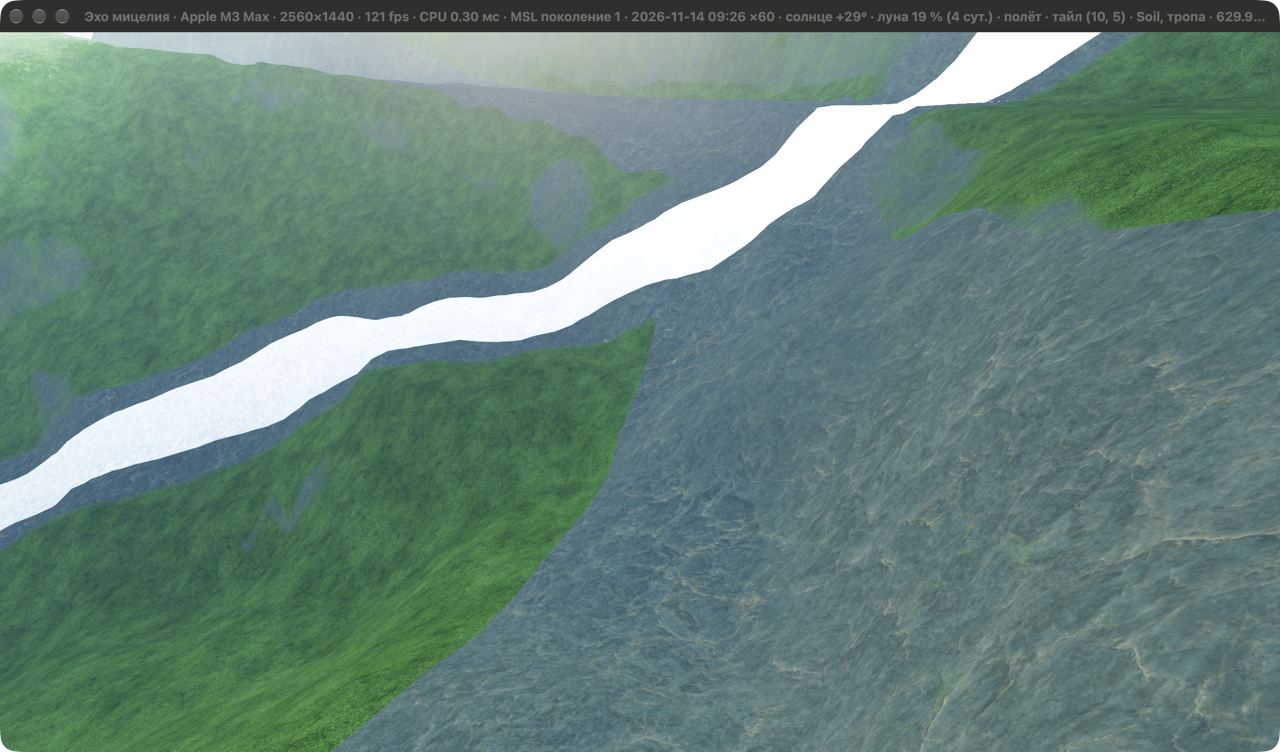 Эхо мицелия · Apple M3 Max · 2560×1440 · 121 fps · CPU 0.30 мс · MSL поколение 1 · 2026-11-14 09:26 ×60 · солнце +29° · луна 19 % (4 сут.) · полёт · тайл (10, 5) · Soil, тропа · 629.9…